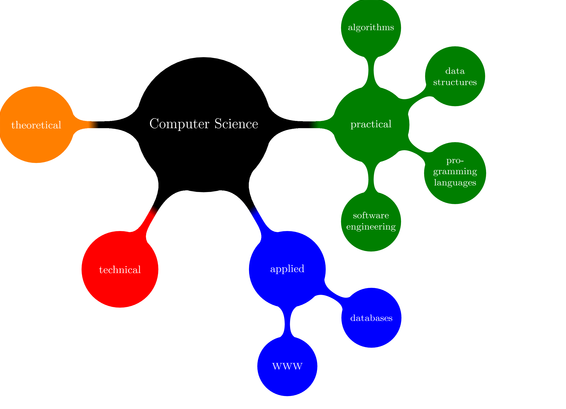 algorithms
data
structures
Computer Science
practical
theoretical
pro-
gramming
languages
software
engineering
technical
applied
databases
WWW